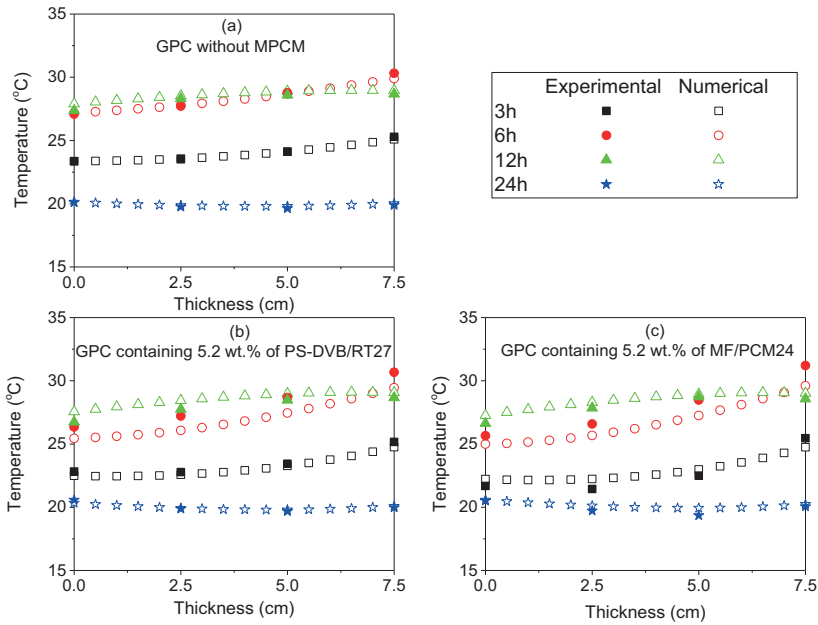 (a)
GPC without MPCM
35
30
25
20
15
Temperature (°C)
0.0 2.5 5.0 7.5
Thickness (cm)
Experimental Numerical
3h
6h
12h
24h
(b)
GPC containing 5.2 wt.% of PS-DVB/RT27
35
30
25
20
15
Temperature (°C)
0.0 2.5 5.0 7.5
Thickness (cm)
(c)
GPC containing 5.2 wt.% of MF/PCM24
35
30
25
20
15
Temperature (°C)
0.0 2.5 5.0 7.5
Thickness (cm)